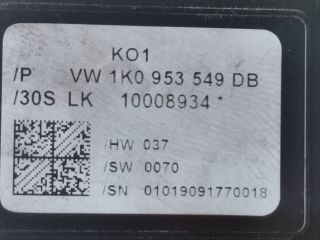 KO1
/P VW 1K0 953 549 DB
/30S LK 10008934 *
/HW 037
/SW 0070
/SN 01019091770018